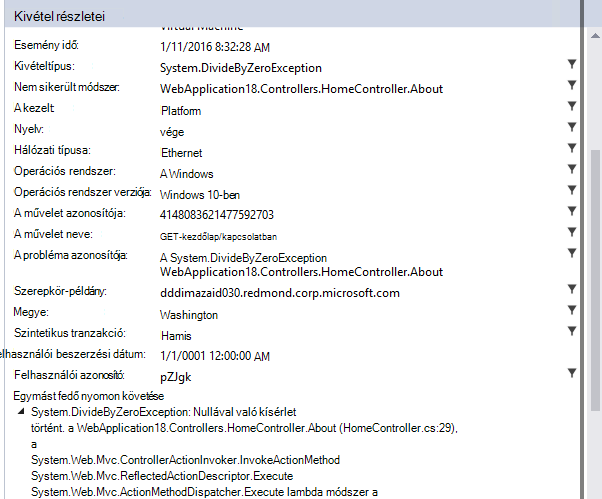 Kivétel részletei
Virtual Machine
Esemény idő: 1/11/2016 8:32:28 AM
Kivételtípus: System.DivideByZeroException
Nem sikerült módszer: WebApplication18.Controllers.HomeController.About
A kezelt: Platform
Nyelv: vége
Hálózati típusa: Ethernet
Operációs rendszer: A Windows
Operációs rendszer verziója: Windows 10-ben
A művelet azonosítója: 4148083621477592703
A művelet neve: GET-kezdőlap/kapcsolatban
A probléma azonosítója: A System.DivideByZeroException
WebApplication18.Controllers.HomeController.About
Szerepkör-példány: dddimazaid030.redmond.corp.microsoft.com
Megye: Washington
Szintetikus tranzakció: Hamis
elhasználói beszerzési dátum: 1/1/0001 12:00:00 AM
Felhasználói azonosító: pZJgk
Egymást fedő nyomon követése
System.DivideByZeroException: Nullával való kísérlet
történt. a WebApplication18.Controllers.HomeController.About (HomeController.cs:29),
a
System.Web.Mvc.ControllerActionInvoker.InvokeActionMethod
System.Web.Mvc.ReflectedActionDescriptor.Execute
System.Web.Mvc.ActionMethodDispatcher.Execute lambda módszer a